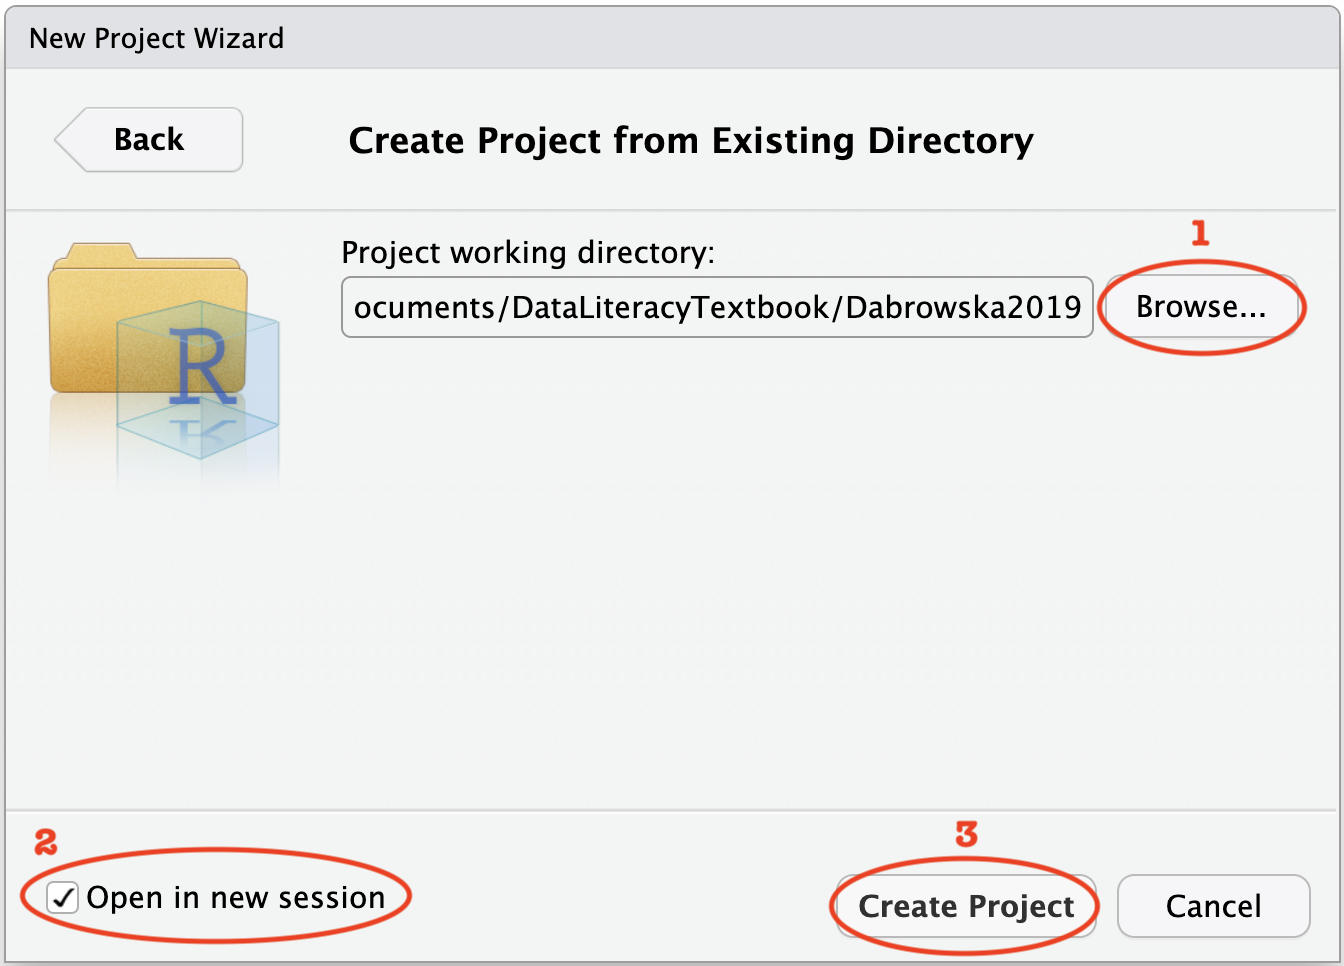 New Project Wizard
Back
Create Project from Existing Directory
Project working directory:
1
ocuments/DataLiteracyTextbook/Dabrowska2019
Browse...
R
2
3
Open in new session
Create Project
Cancel